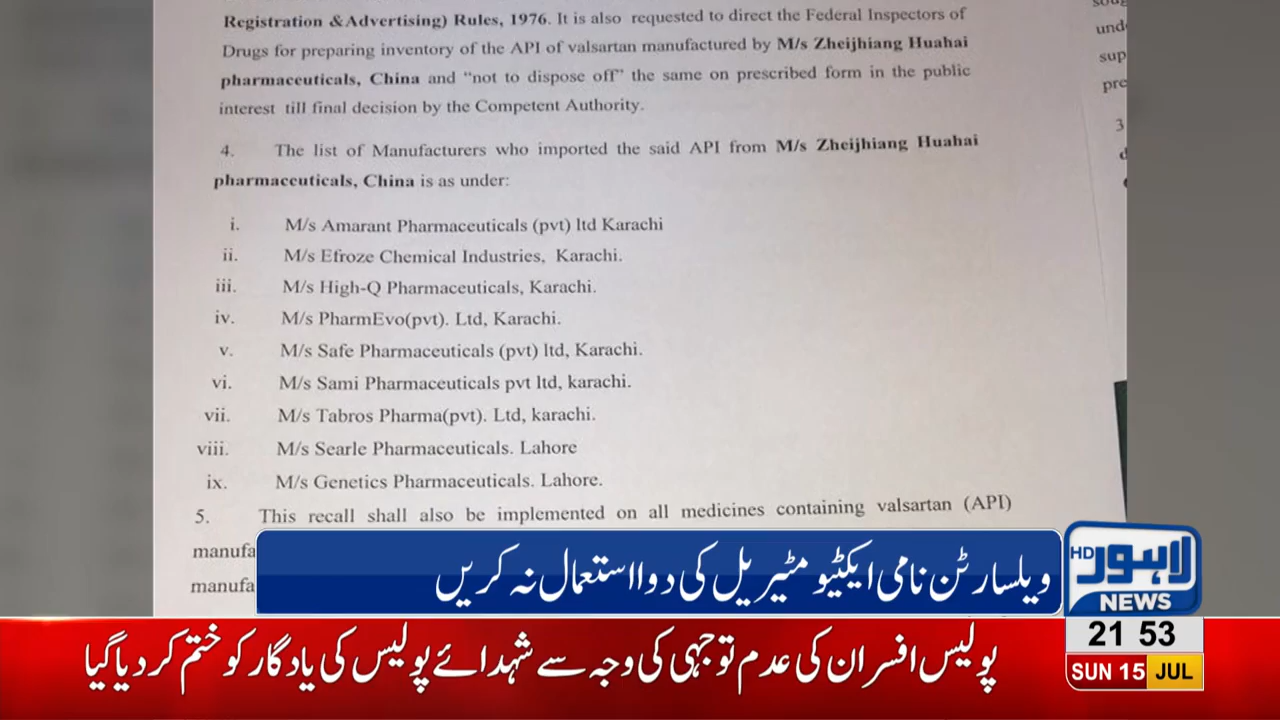 Registration &Advertising) Rules, 1976. It is also requested to direct the Federal Inspectors of
Drugs for preparing inventory of the API of valsartan manufactured by M/s Zheijhiang Huahai
pharmaceuticals, China and “not to dispose off” the same on prescribed form in the public
interest till final decision by the Competent Authority.
4. The list of Manufacturers who imported the said API from M/s Zheijhiang Huahai
pharmaceuticals, China is as under:
i. M/s Amarant Pharmaceuticals (pvt) ltd Karachi
ii. M/s Efroze Chemical Industries, Karachi.
iii. M/s High-Q Pharmaceuticals, Karachi.
iv. M/s PharmEvo(pvt). Ltd, Karachi.
v. M/s Safe Pharmaceuticals (pvt) ltd, Karachi.
vi. M/s Sami Pharmaceuticals pvt ltd, karachi.
vii. M/s Tabros Pharma(pvt). Ltd, karachi.
viii. M/s Searle Pharmaceuticals. Lahore
ix. M/s Genetics Pharmaceuticals. Lahore.
5. This recall shall also be implemented on all medicines containing valsartan (API)
manufa
manufa
und
sup
pre
3
ویلسارٹن نامی ایکٹیو مٹیریل کی دوا استعمال نہ کریں
HD لاہور
NEWS
21 53
SUN 15 JUL
پولیس افسران کی عدم توجہی کی وجہ سے شہدائے پولیس کی یادگار کو ختم کر دیا گیا